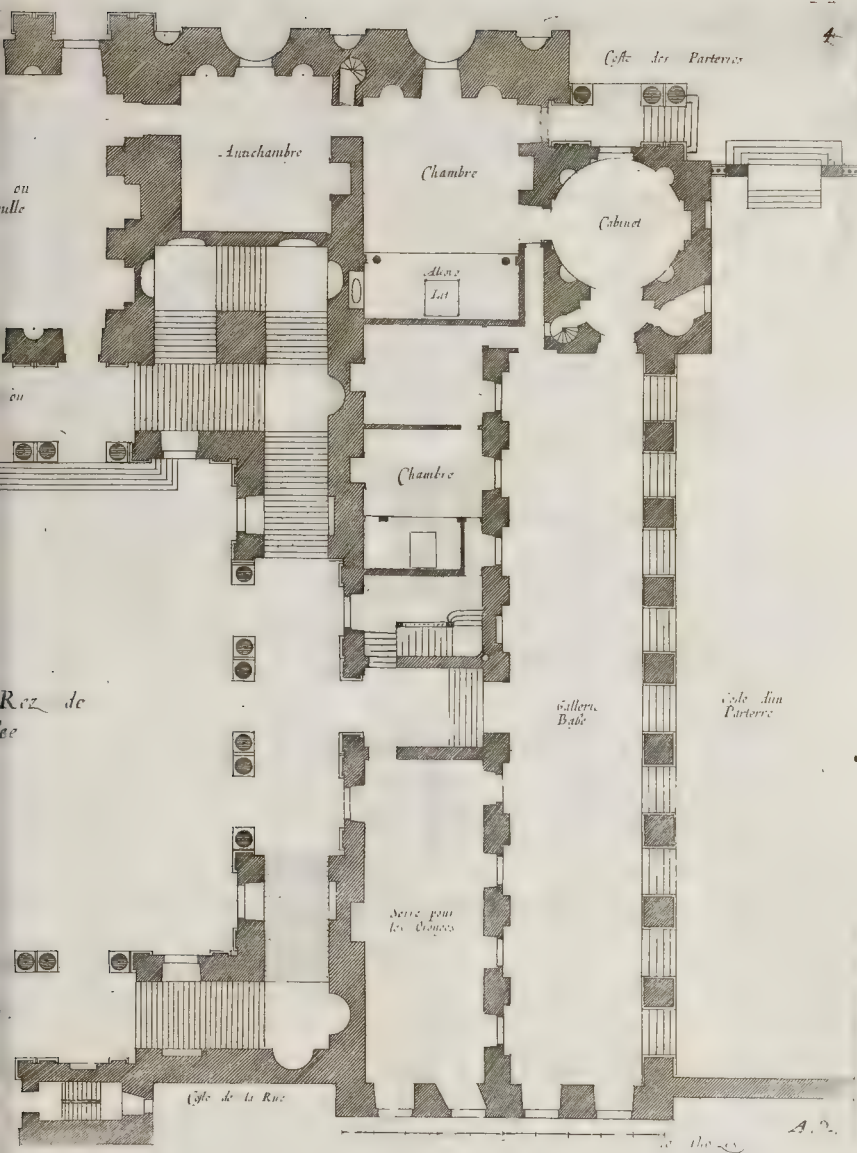 4
Coste des Parterres
Antichambre
Chambre
Cabinet
ou
Lit
ou
Chambre
Rez de
Gallerie
Basse
Coste d'un
Parterre
Serre pour
les Oranges
Coste de la Rue
A. 2.